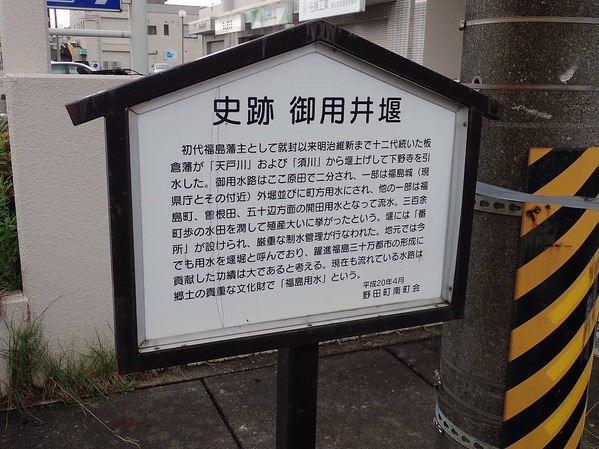 史跡 御用井堰
初代福島藩主として就封以来明治維新まで十二代続いた板
倉藩が「天戸川」および「須川」から堰上げして下野寺を引
水した。御用水路はここ原田で二分され、一部は福島城（現
県庁とその付近）外堀並びに町方用水にされ、他の一部は福
島町、曽根田、五十辺方面の開田用水となって流水。三百余
町歩の水田を潤して殖産大いに挙がったという。堰には「番
所」が設けられ、厳重な制水管理が行なわれた。地元では今
でも用水を堰堀と呼んでおり、躍進福島三十万都市の形成に
貢献した功績は大であると考える。現在も流れている水路は
郷土の貴重な文化財で「福島用水」という。
平成20年4月
野田町南町会